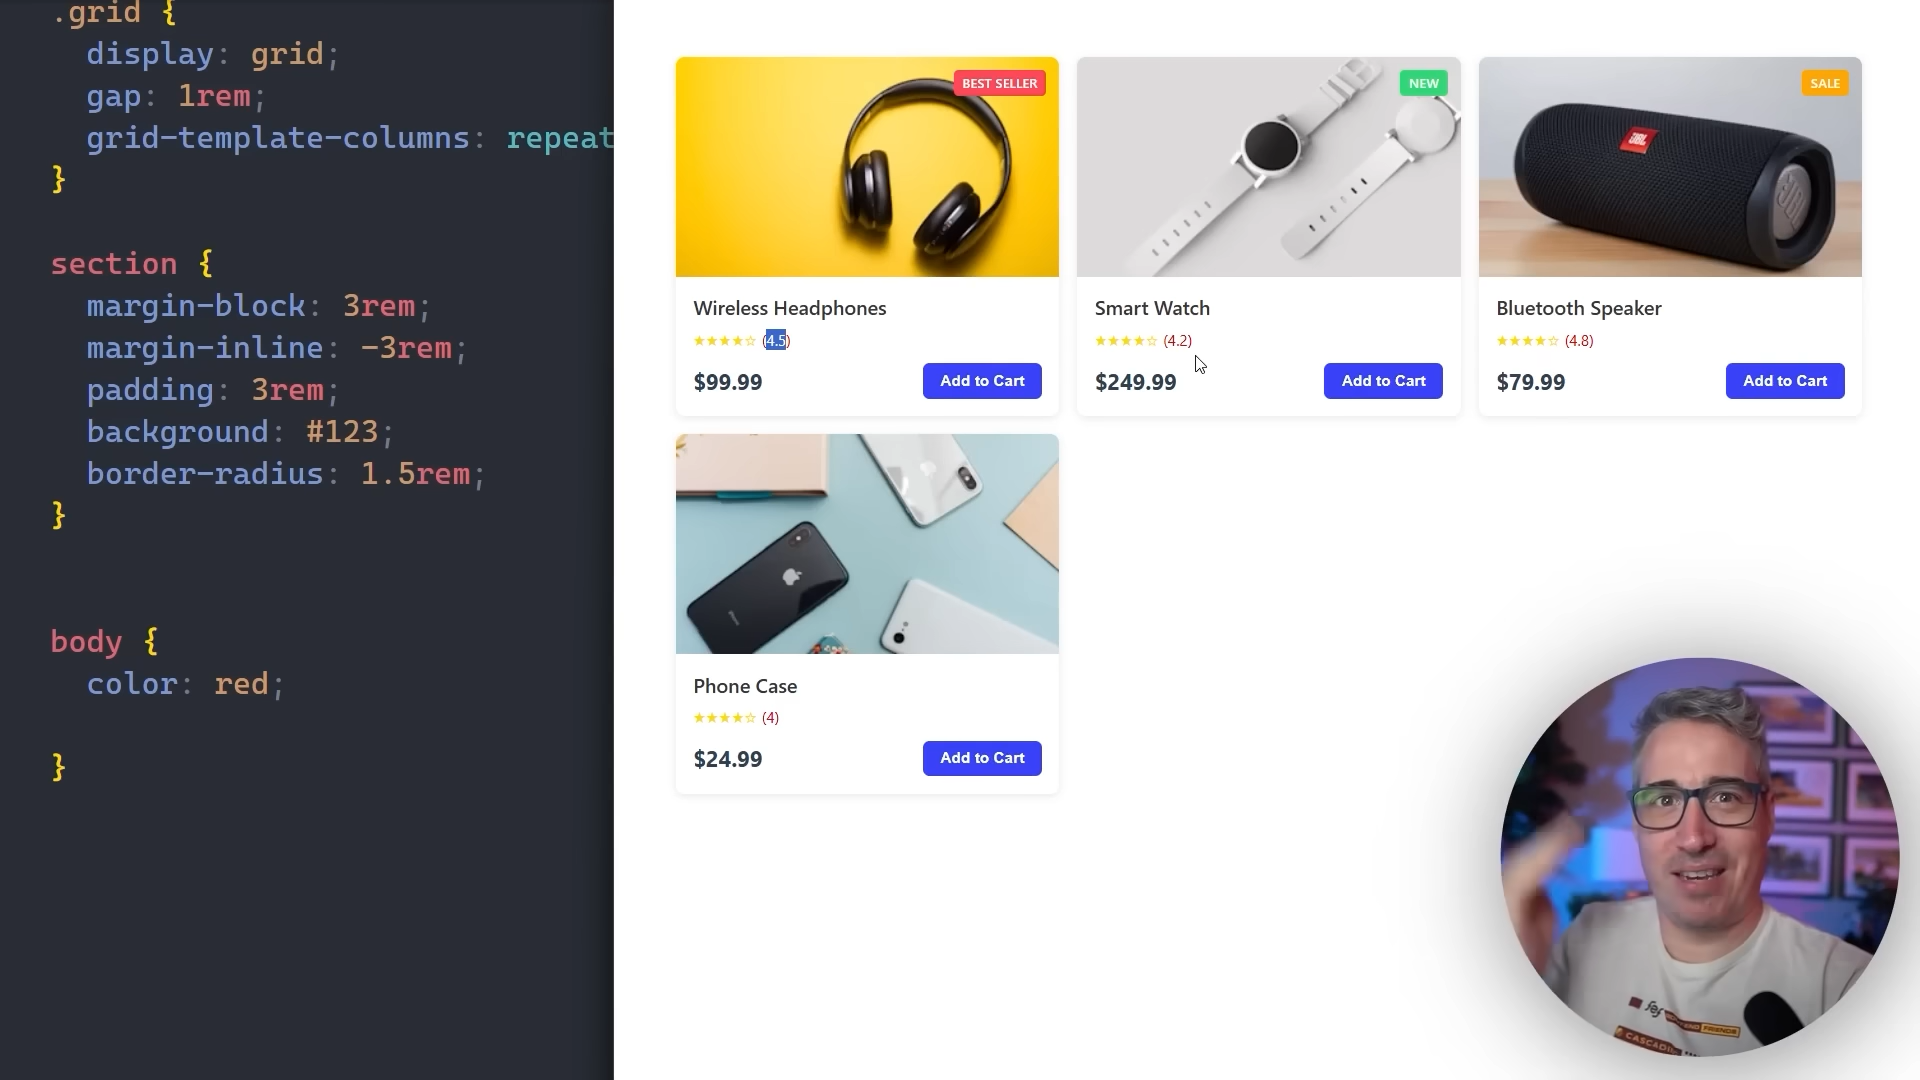 .grid {
display: grid;
gap: 1rem;
grid-template-columns: repeat
}
section {
margin-block: 3rem;
margin-inline: -3rem;
padding: 3rem;
background: #123;
border-radius: 1.5rem;
}
body {
color: red;
}
BEST SELLER
Wireless Headphones
★★★★☆ (4.5)
$99.99
Add to Cart
NEW
Smart Watch
★★★★☆ (4.2)
$249.99
Add to Cart
SALE
JBL
Bluetooth Speaker
★★★★☆ (4.8)
$79.99
Add to Cart
Phone Case
★★★★☆ (4)
$24.99
Add to Cart